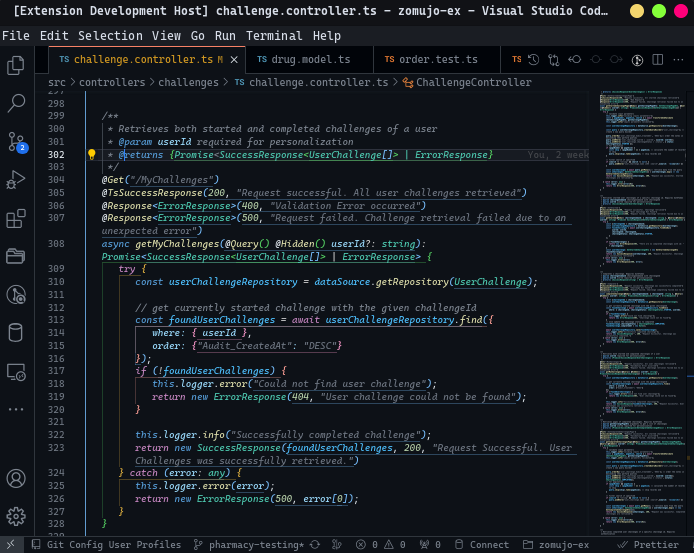 [Extension Development Host] challenge.controller.ts - zomujo-ex - Visual Studio Cod…
File Edit Selection View Go Run Terminal Help
TS challenge.controller.ts M × TS drug.model.ts TS order.test.ts TS
src > controllers > challenges > TS challenge.controller.ts > ChallengeController
297
298
299 /**
300 * Retrieves both started and completed challenges of a user
301 * @param userId required for personalization
302 * @returns {Promise<SuccessResponse<UserChallenge[]> | ErrorResponse} You, 2 week
303 */
304 @Get("/MyChallenges")
305 @TsSuccessResponse(200, "Request successful. All user challenges retrieved")
306 @Response<ErrorResponse>(400, "Validation Error occurred")
307 @Response<ErrorResponse>(500, "Request failed. Challenge retrieval failed due to an
unexpected error")
308 async getMyChallenges(@Query() @Hidden() userId?: string):
Promise<SuccessResponse<UserChallenge[]> | ErrorResponse> {
309 try {
310 const userChallengeRepository = dataSource.getRepository(UserChallenge);
311
312 // get currently started challenge with the given challengeId
313 const foundUserChallenges = await userChallengeRepository.find({
314 where: { userId },
315 order: {"Audit_CreatedAt": "DESC"}
316 });
317 if (!foundUserChallenges) {
318 this.logger.error("Could not find user challenge");
319 return new ErrorResponse(404, "User challenge could not be found");
320 }
321
322 this.logger.info("Successfully completed challenge");
323 return new SuccessResponse(foundUserChallenges, 200, "Request Successful. User
Challenges was successfully retrieved.")
324 } catch (error: any) {
325 this.logger.error(error);
326 return new ErrorResponse(500, error[0]);
327 }
328 }
2
Git Config User Profiles pharmacy-testing* 0 0 0 Connect zomujo-ex Prettier